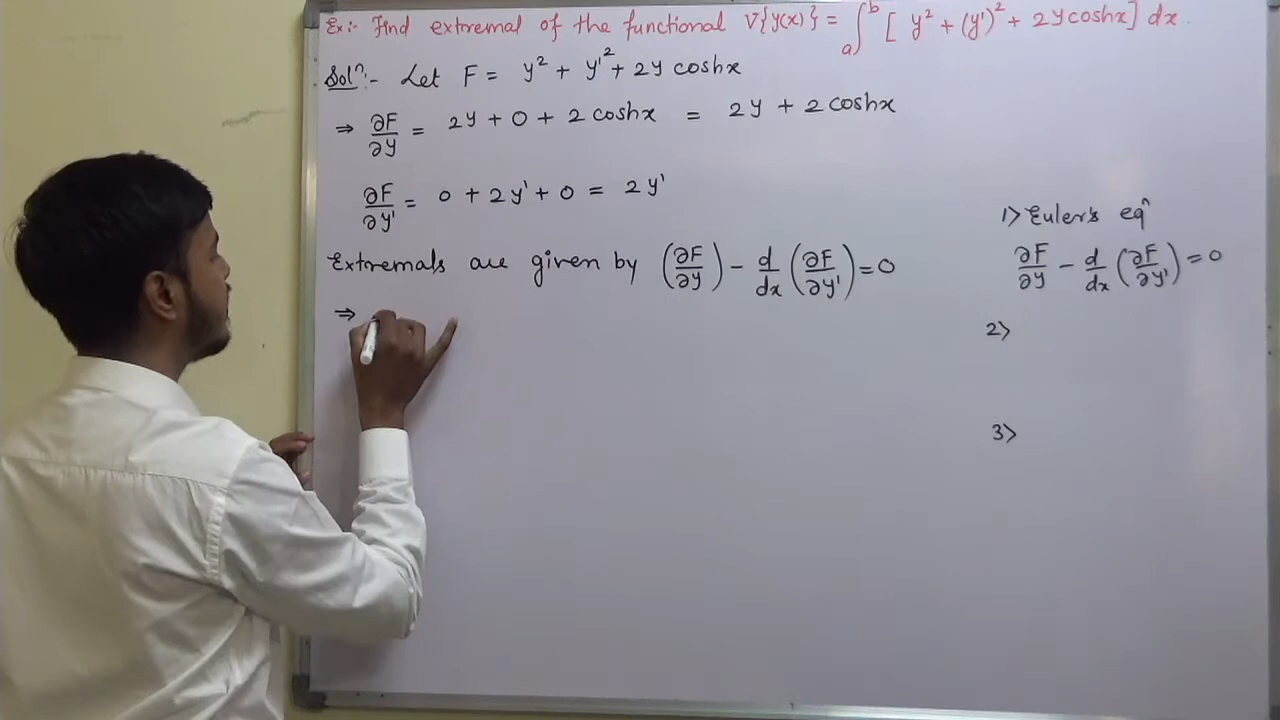 Ex:- Find extremal of the functional V{y(x)} = ∫ₐᵇ [ y² + (y')² + 2y coshx ] dx.
Solⁿ:- Let F = y² + y'² + 2y coshx
⇒ ∂F/∂y = 2y + 0 + 2 coshx = 2y + 2 coshx
∂F/∂y' = 0 + 2y' + 0 = 2y'
Extremals are given by (∂F/∂y) - d/dx (∂F/∂y') = 0
⇒
1> Euler's eqⁿ
∂F/∂y - d/dx (∂F/∂y') = 0
2>
3>